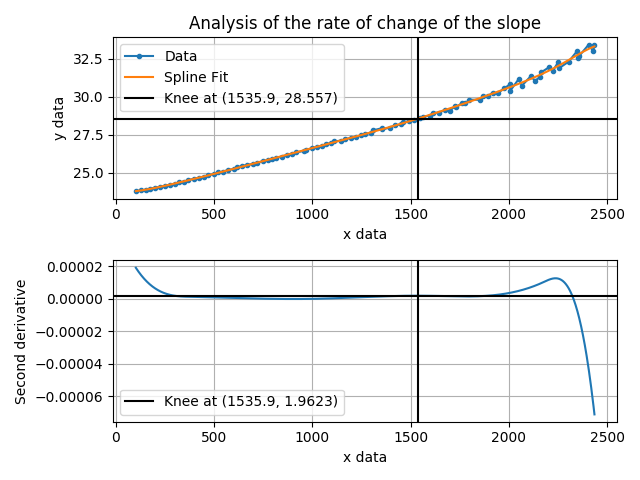 Analysis of the rate of change of the slope
y data
32.5
30.0
27.5
25.0
Data
Spline Fit
Knee at (1535.9, 28.557)
0 500 1000 1500 2000 2500
x data
Second derivative
0.00002
0.00000
−0.00002
−0.00004
−0.00006
Knee at (1535.9, 1.9623)
0 500 1000 1500 2000 2500
x data